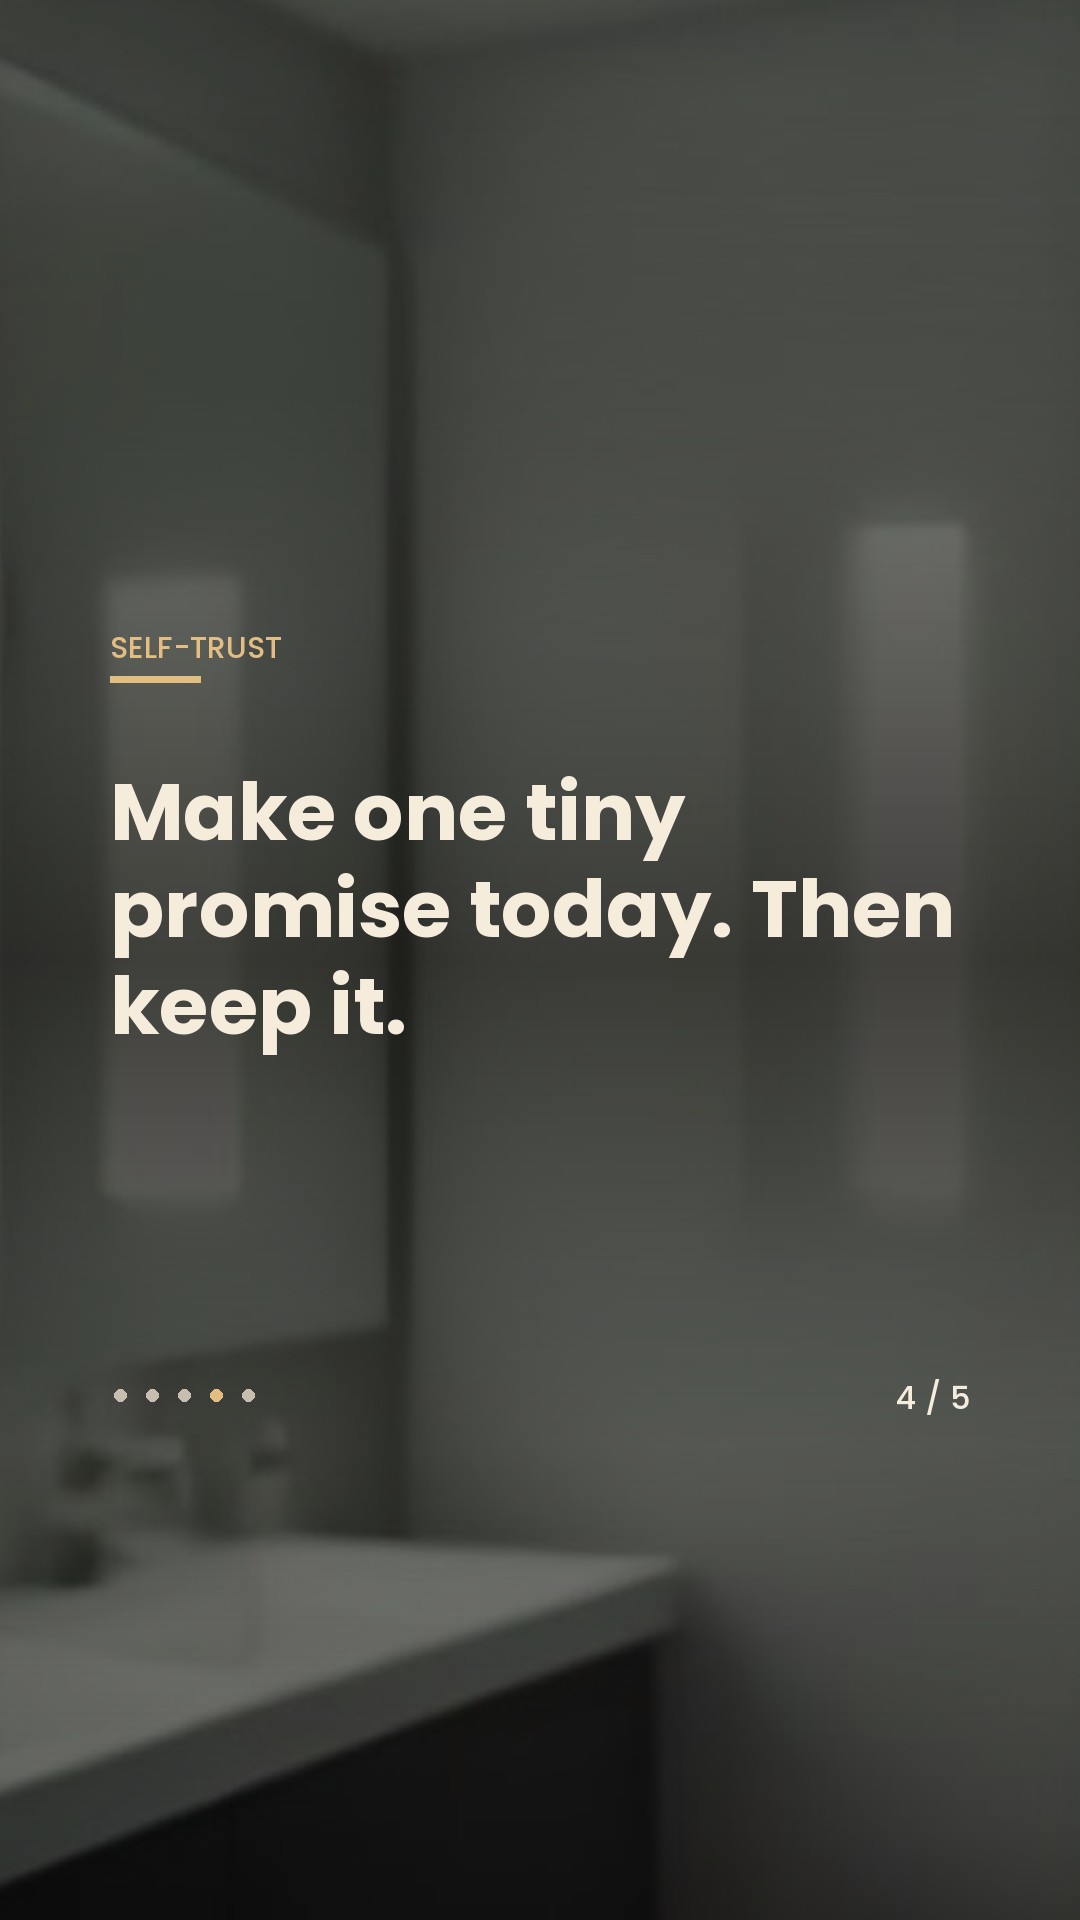 SELF-TRUST
Make one tiny
promise today. Then
keep it.
4 / 5